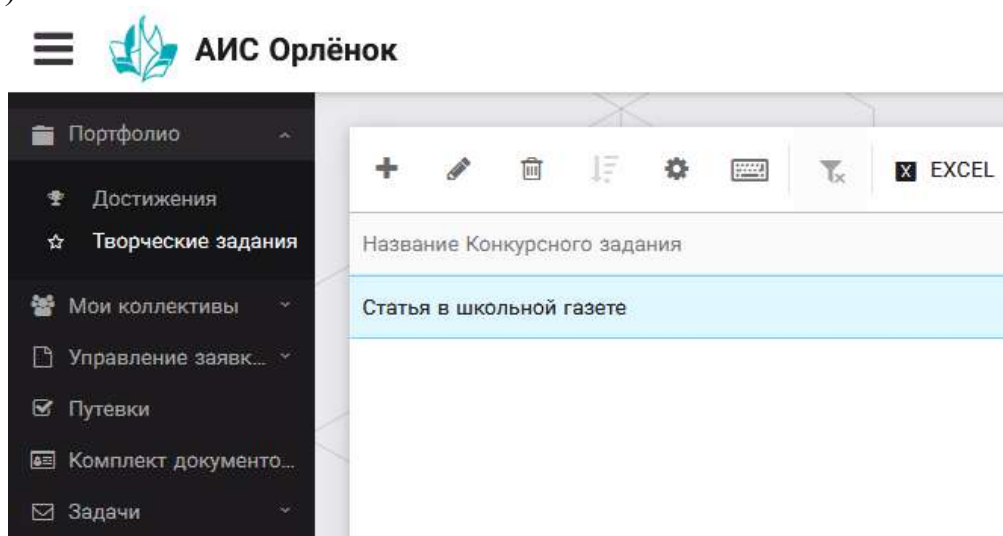 АИС Орлёнок
Портфолио
Достижения
Творческие задания
Мои коллективы
Управление заявк...
Путевки
Комплект документо...
Задачи
X EXCEL
Название Конкурсного задания
Статья в школьной газете